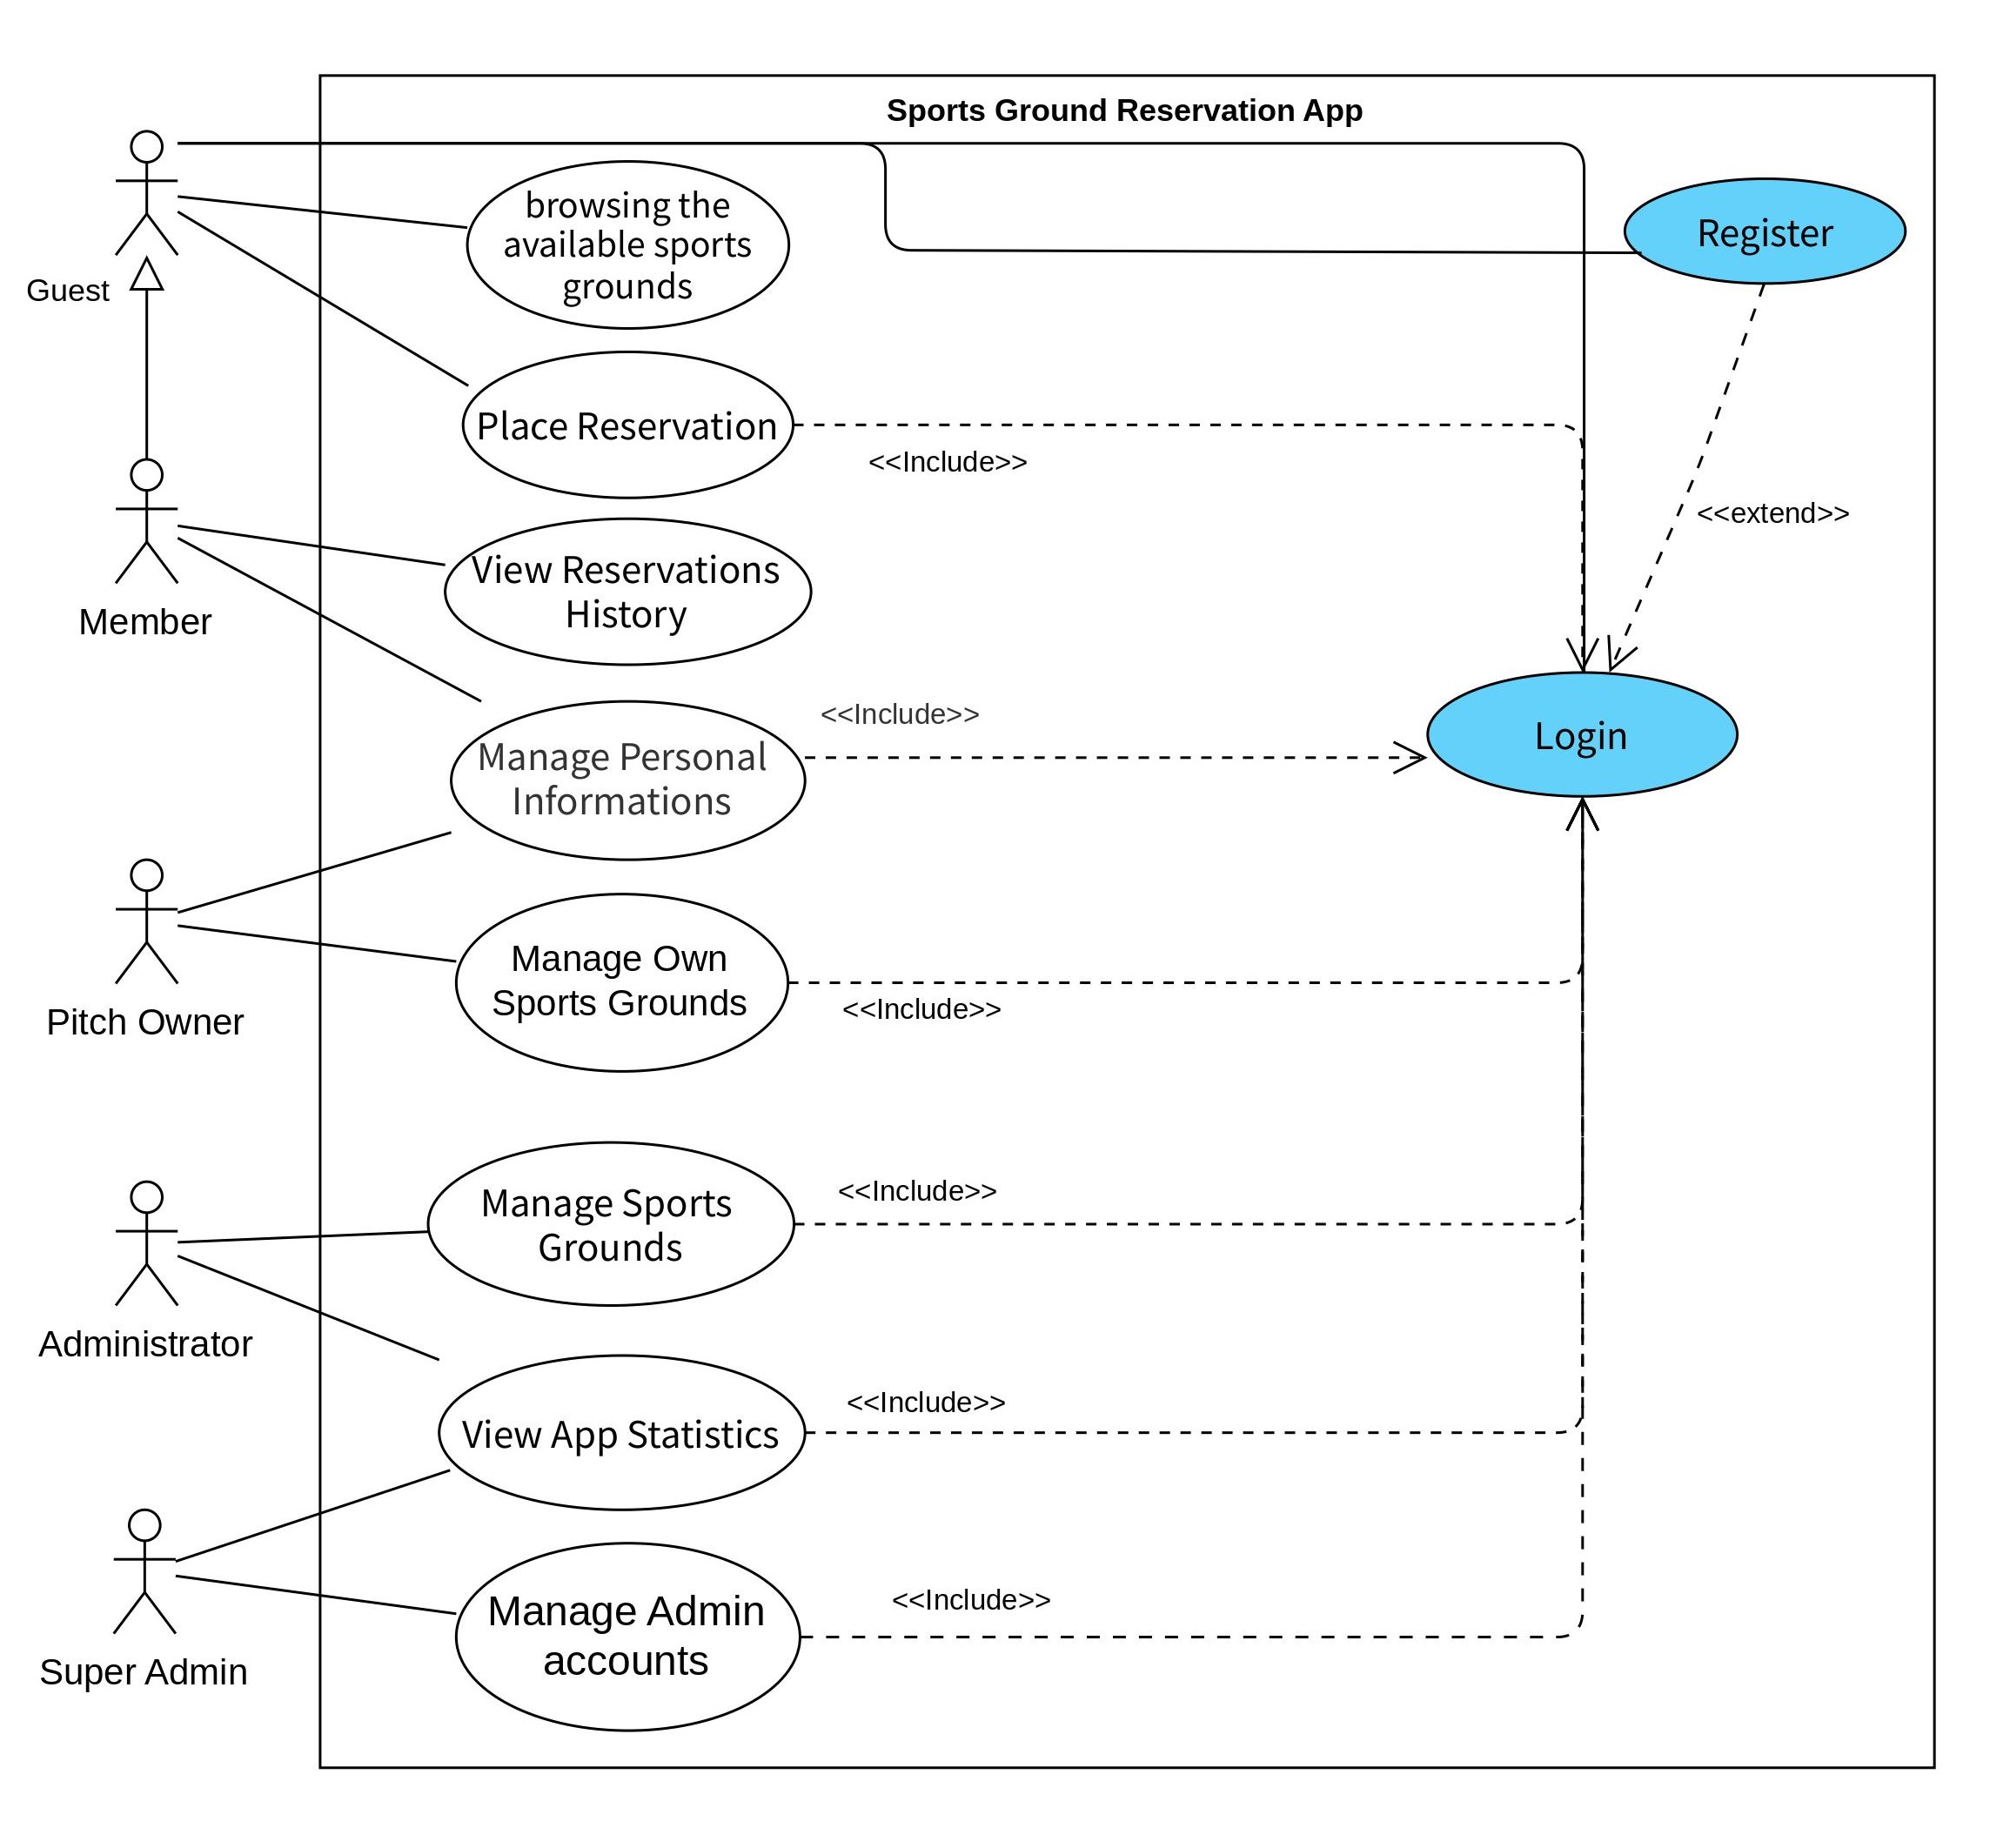 Sports Ground Reservation App
browsing the
available sports
grounds
Register
Guest
Place Reservation
<<Include>>
<<extend>>
View Reservations
History
Member
<<Include>>
Login
Manage Personal
Informations
Manage Own
Sports Grounds
<<Include>>
Pitch Owner
<<Include>>
Manage Sports
Grounds
Administrator
<<Include>>
View App Statistics
<<Include>>
Manage Admin
accounts
Super Admin